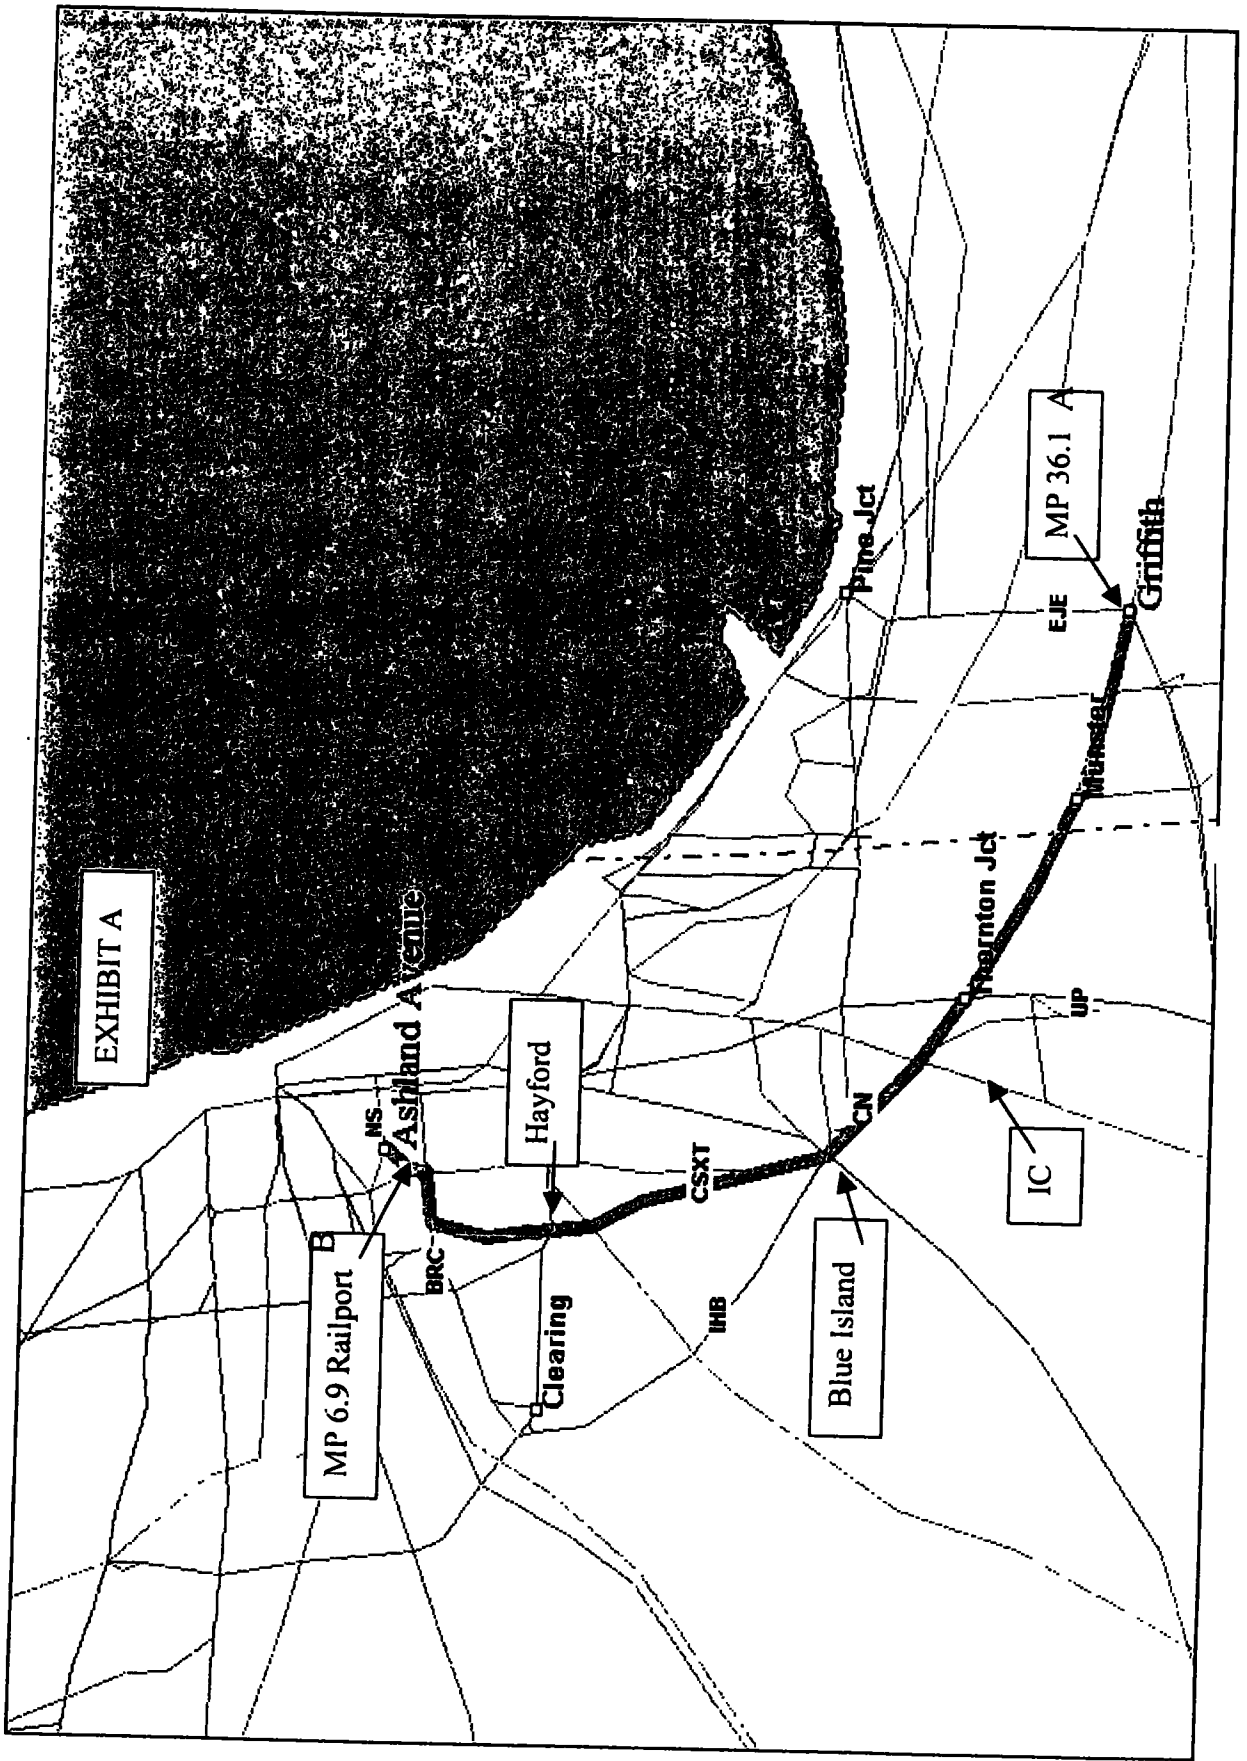 EXHIBIT A
NS
Ashland Avenue
B
MP 6.9 Railport
BRC
Hayford
Clearing
CSXT
IHB
Blue Island
CN
IC
UP
Thornton Jct
Munster
Pine Jct
EJE
MP 36.1 A
Griffith